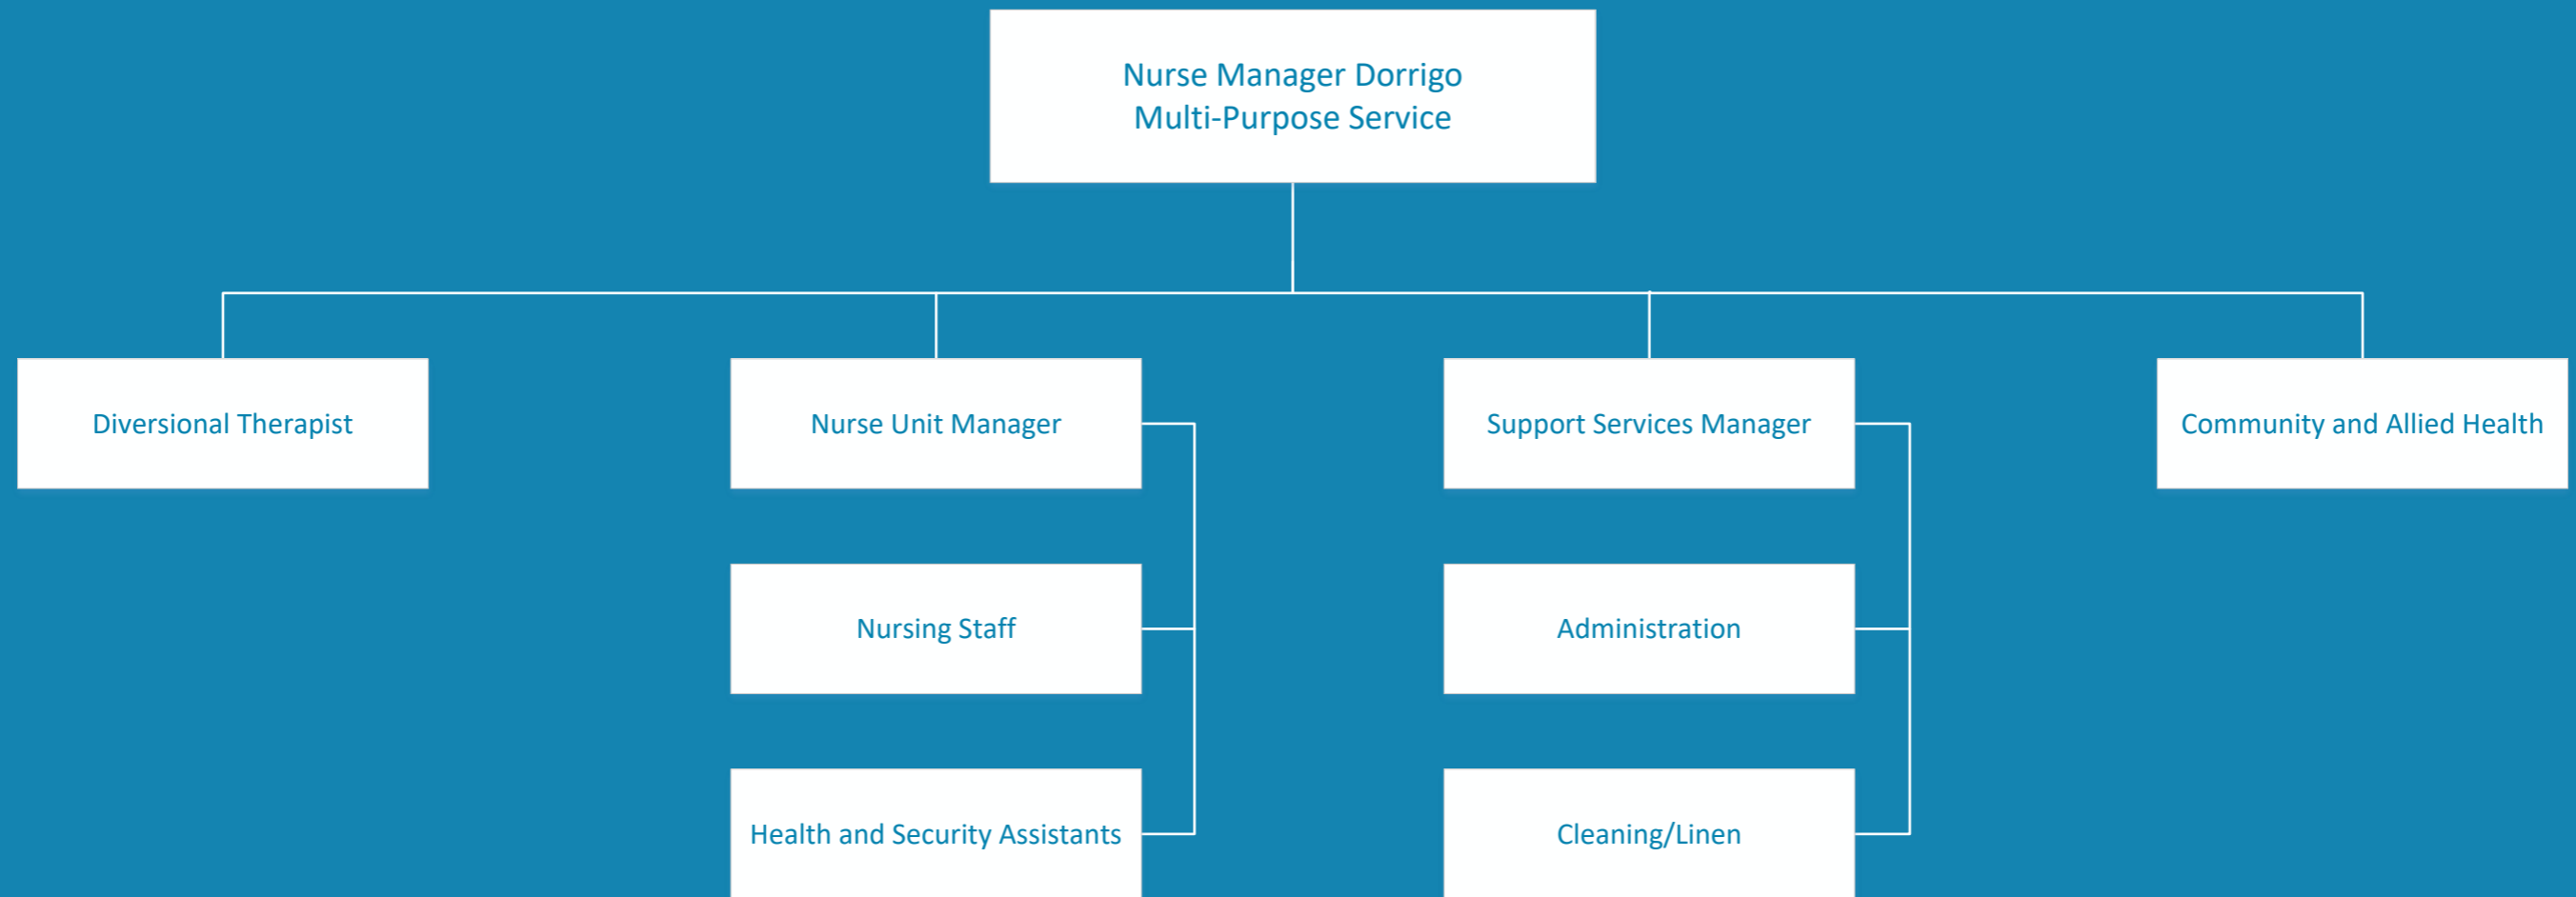 Nurse Manager Dorrigo
Multi-Purpose Service
Diversional Therapist
Nurse Unit Manager
Support Services Manager
Community and Allied Health
Nursing Staff
Administration
Health and Security Assistants
Cleaning/Linen